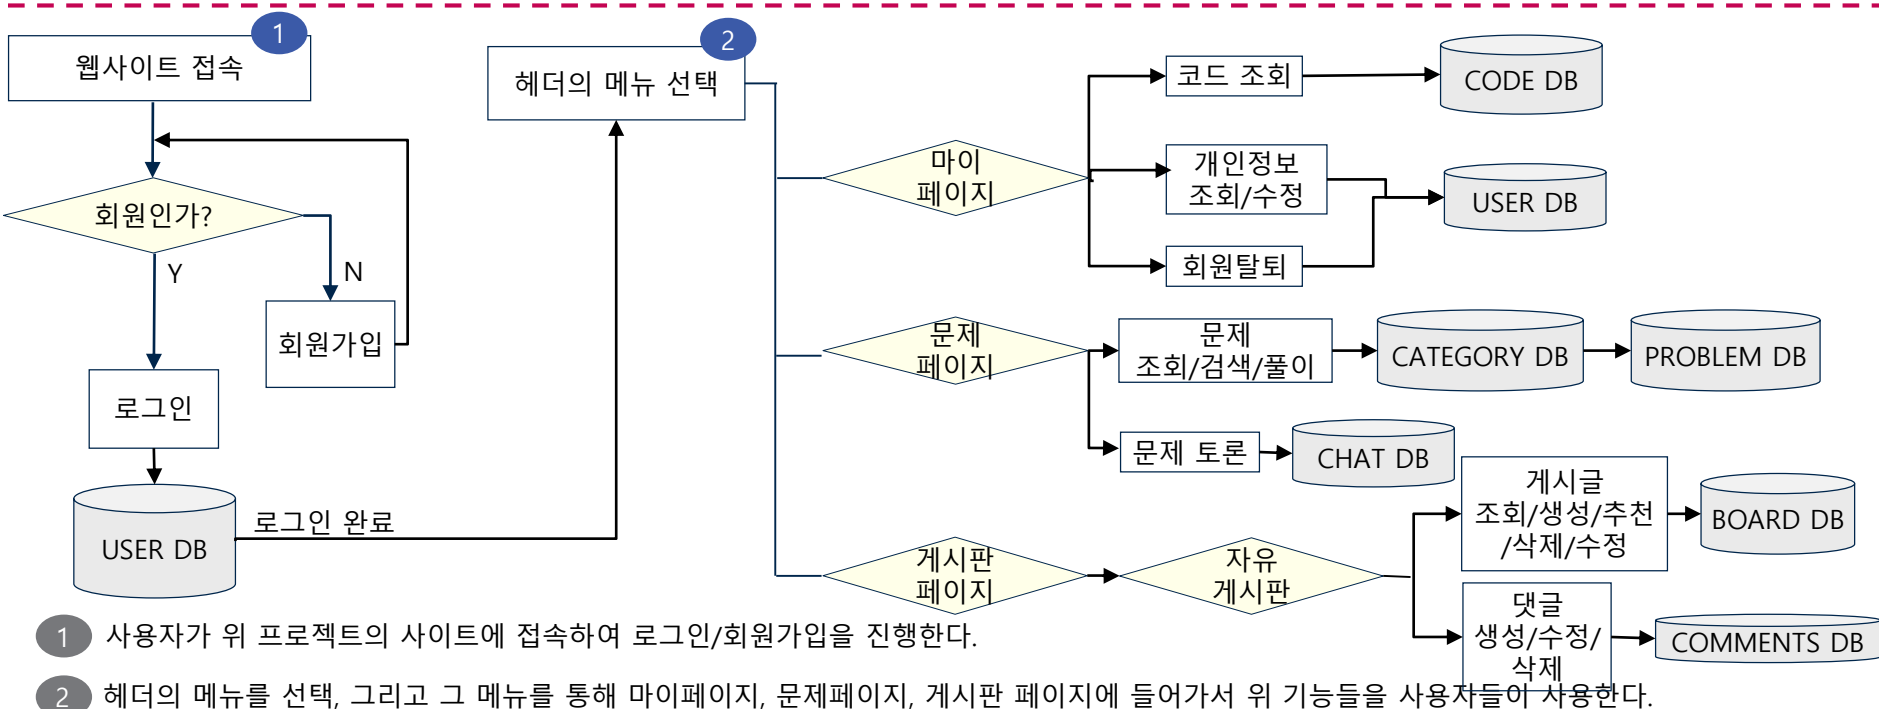 1
웹사이트 접속
회원인가?
Y
N
회원가입
로그인
USER DB
로그인 완료
2
헤더의 메뉴 선택
마이
페이지
코드 조회
CODE DB
개인정보
조회/수정
USER DB
회원탈퇴
문제
페이지
문제
조회/검색/풀이
CATEGORY DB
PROBLEM DB
문제 토론
CHAT DB
게시판
페이지
자유
게시판
게시글
조회/생성/추천
/삭제/수정
BOARD DB
댓글
생성/수정/
삭제
COMMENTS DB
1 사용자가 위 프로젝트의 사이트에 접속하여 로그인/회원가입을 진행한다.
2 헤더의 메뉴를 선택, 그리고 그 메뉴를 통해 마이페이지, 문제페이지, 게시판 페이지에 들어가서 위 기능들을 사용자들이 사용한다.